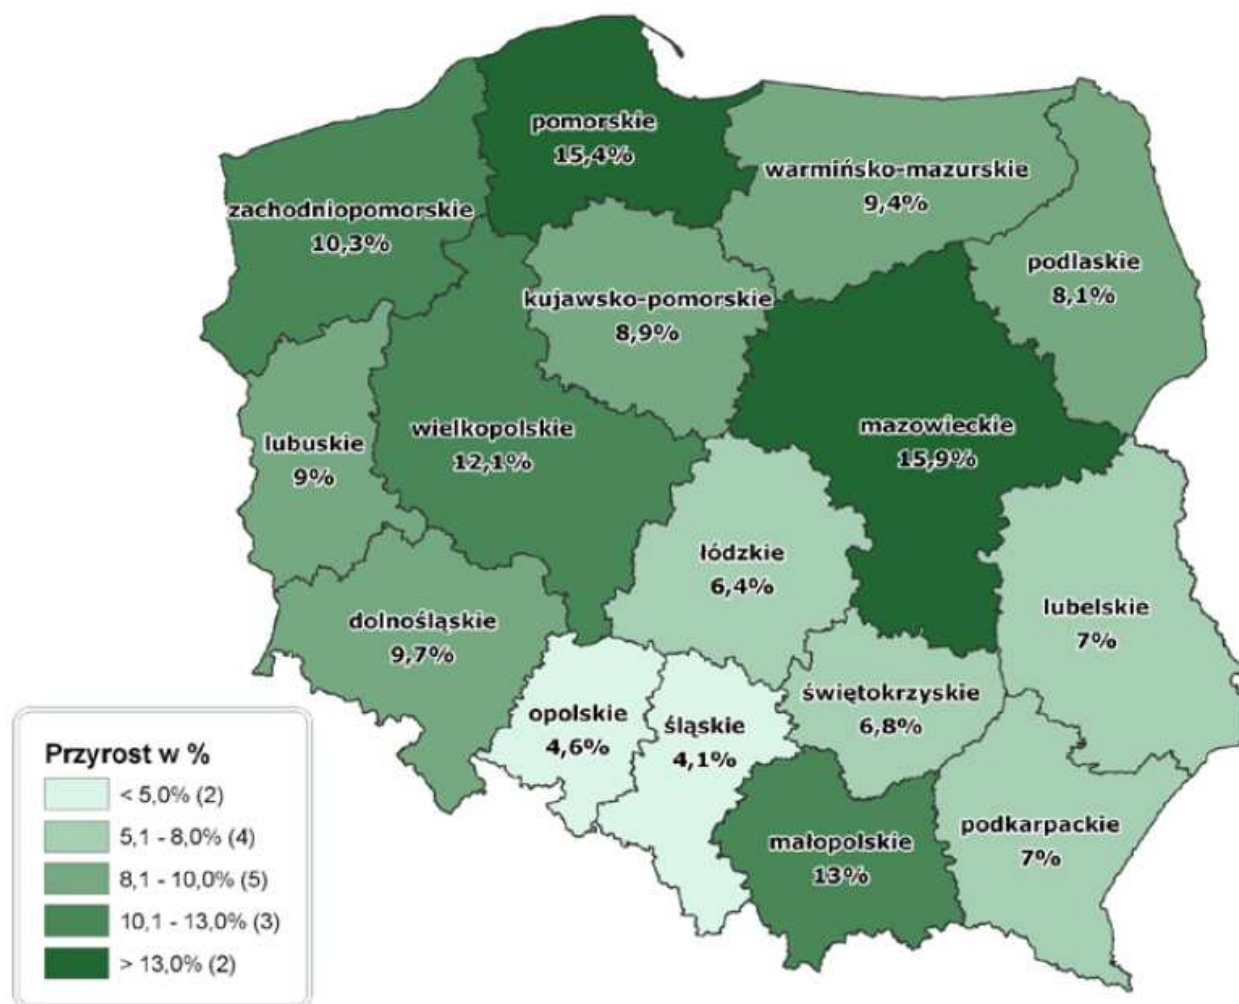 pomorskie
15,4%
warmińsko-mazurskie
9,4%
zachodniopomorskie
10,3%
podlaskie
8,1%
kujawsko-pomorskie
8,9%
wielkopolskie
12,1%
mazowieckie
15,9%
lubuskie
9%
łódzkie
6,4%
lubelskie
7%
dolnośląskie
9,7%
świętokrzyskie
6,8%
opolskie
4,6%
śląskie
4,1%
małopolskie
13%
podkarpackie
7%
Przyrost w %
< 5,0% (2)
5,1 - 8,0% (4)
8,1 - 10,0% (5)
10,1 - 13,0% (3)
> 13,0% (2)